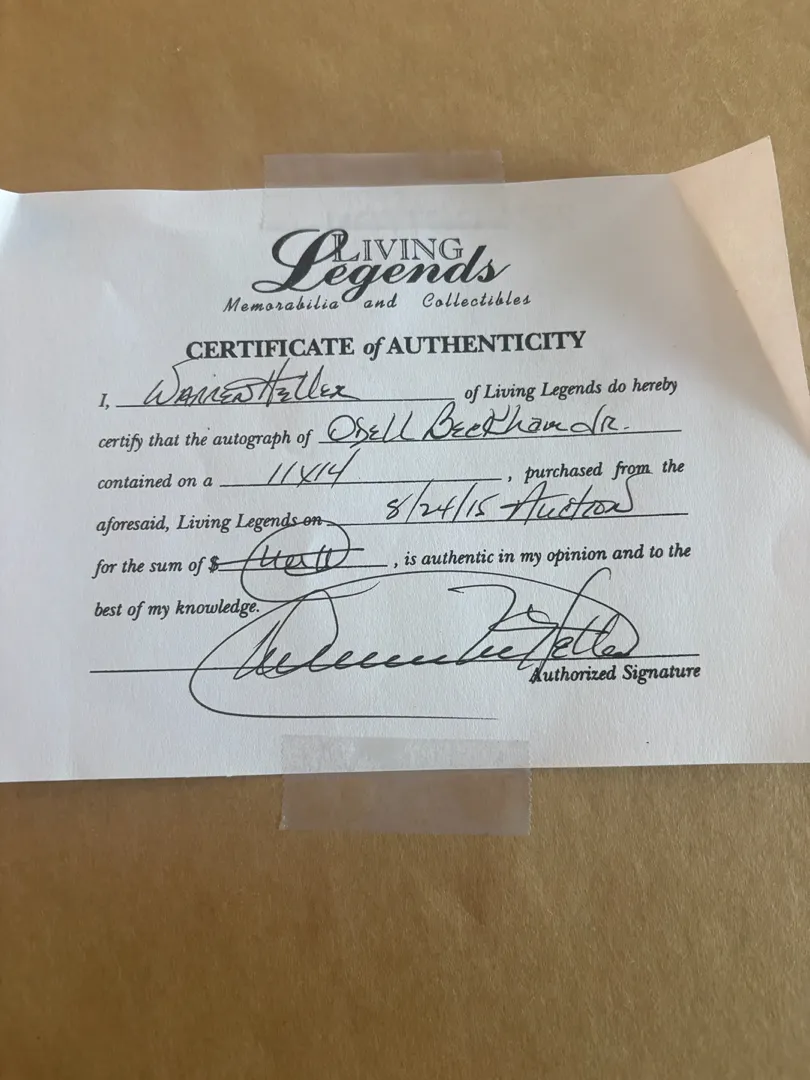 LIVING
Legends
Memorabilia and Collectibles
CERTIFICATE of AUTHENTICITY
I, Warren Heller of Living Legends do hereby
certify that the autograph of Odell Beckham Jr.
contained on a 11x14, purchased from the
aforesaid, Living Legends on 8/24/15 Auction
for the sum of $ , is authentic in my opinion and to the
best of my knowledge.
Authorized Signature